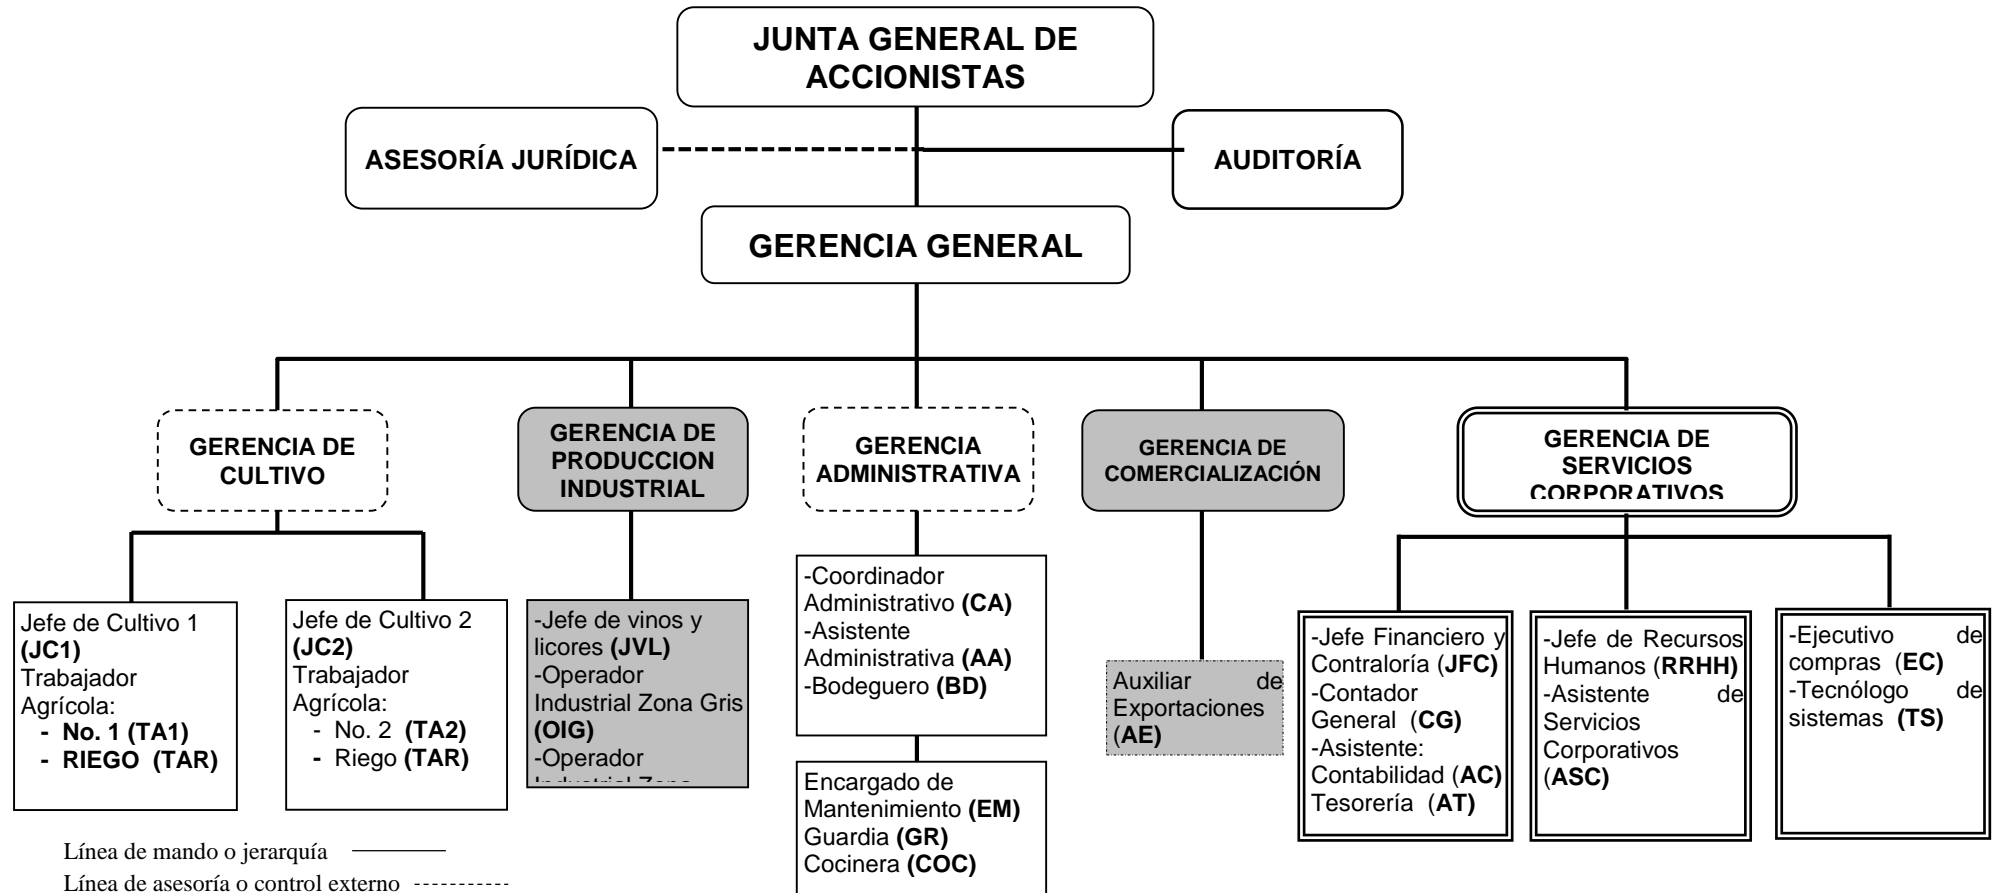 JUNTA GENERAL DE
ACCIONISTAS
ASESORÍA JURÍDICA
AUDITORÍA
GERENCIA GENERAL
GERENCIA DE
CULTIVO
GERENCIA DE
PRODUCCION
INDUSTRIAL
GERENCIA
ADMINISTRATIVA
GERENCIA DE
COMERCIALIZACIÓN
GERENCIA DE
SERVICIOS
CORPORATIVOS
Jefe de Cultivo 1
(JC1)
Trabajador
Agrícola:
- No. 1 (TA1)
- RIEGO (TAR)
Jefe de Cultivo 2
(JC2)
Trabajador
Agrícola:
- No. 2 (TA2)
- Riego (TAR)
-Jefe de vinos y
licores (JVL)
-Operador
Industrial Zona Gris
(OIG)
-Operador
Industrial Zona
-Coordinador
Administrativo (CA)
-Asistente
Administrativa (AA)
-Bodeguero (BD)
Encargado de
Mantenimiento (EM)
Guardia (GR)
Cocinera (COC)
Auxiliar de
Exportaciones
(AE)
-Jefe Financiero y
Contraloría (JFC)
-Contador
General (CG)
-Asistente:
Contabilidad (AC)
Tesorería (AT)
-Jefe de Recursos
Humanos (RRHH)
-Asistente de
Servicios
Corporativos
(ASC)
-Ejecutivo de
compras (EC)
-Tecnólogo de
sistemas (TS)
Línea de mando o jerarquía
Línea de asesoría o control externo